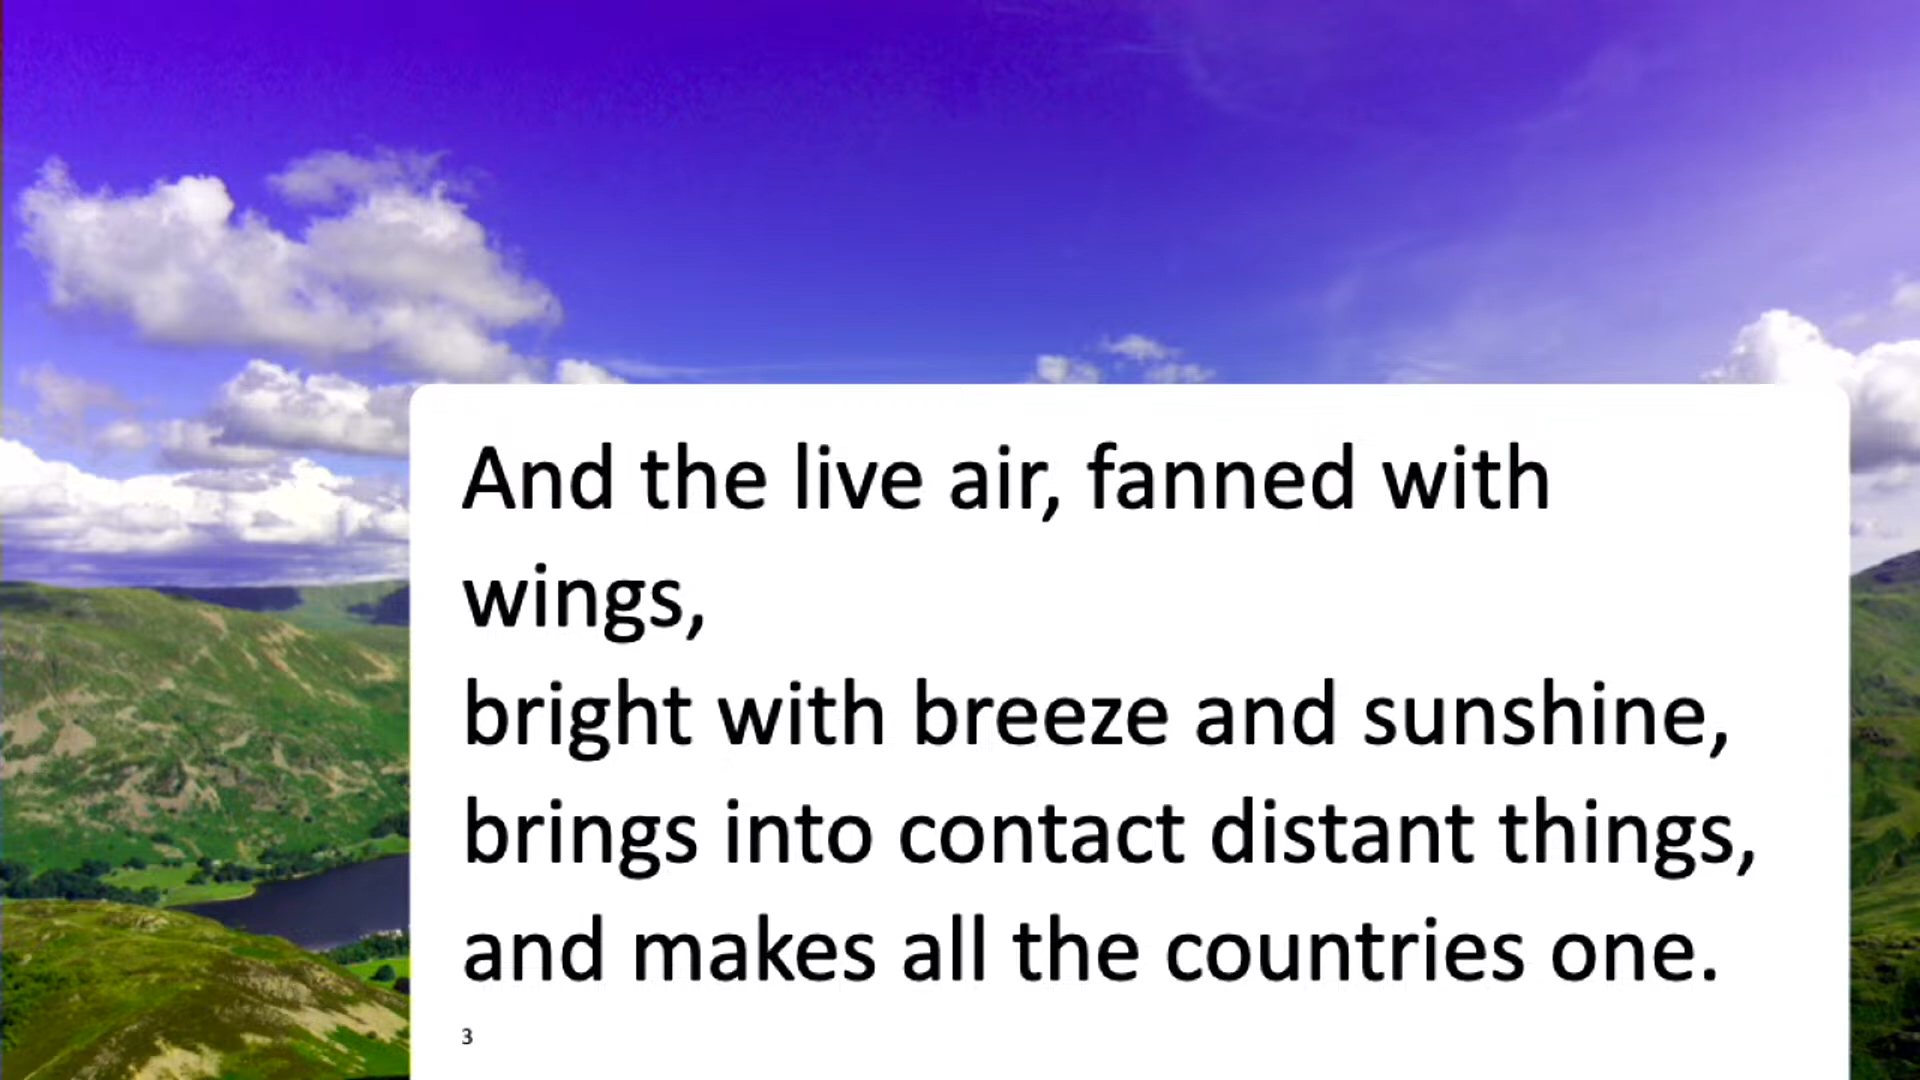 And the live air, fanned with
wings,
bright with breeze and sunshine,
brings into contact distant things,
and makes all the countries one.
3